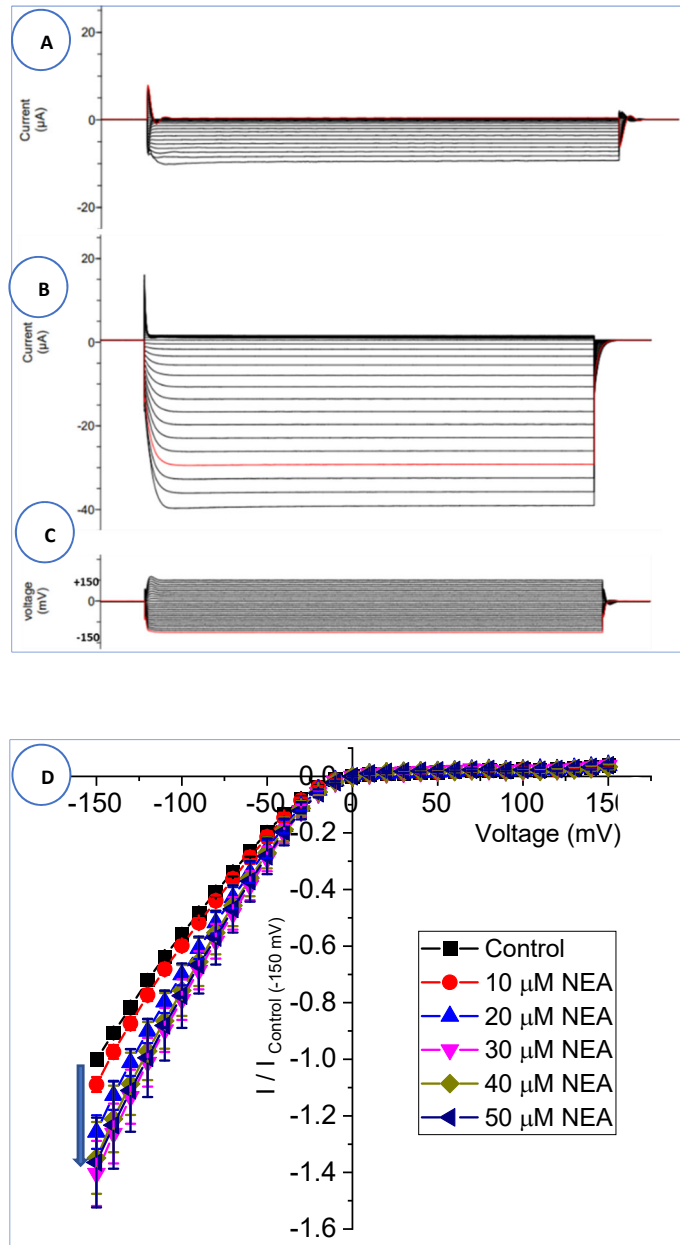 A
20
0
-20
Current
(µA)
B
20
0
-20
-40
Current
(µA)
C
+150
0
-150
voltage
(mV)
D
-150 -100 -50 0 50 100 150
Voltage (mV)
0.0
-0.2
-0.4
-0.6
-0.8
-1.0
-1.2
-1.4
-1.6
I / I Control (-150 mV)
Control
10 µM NEA
20 µM NEA
30 µM NEA
40 µM NEA
50 µM NEA